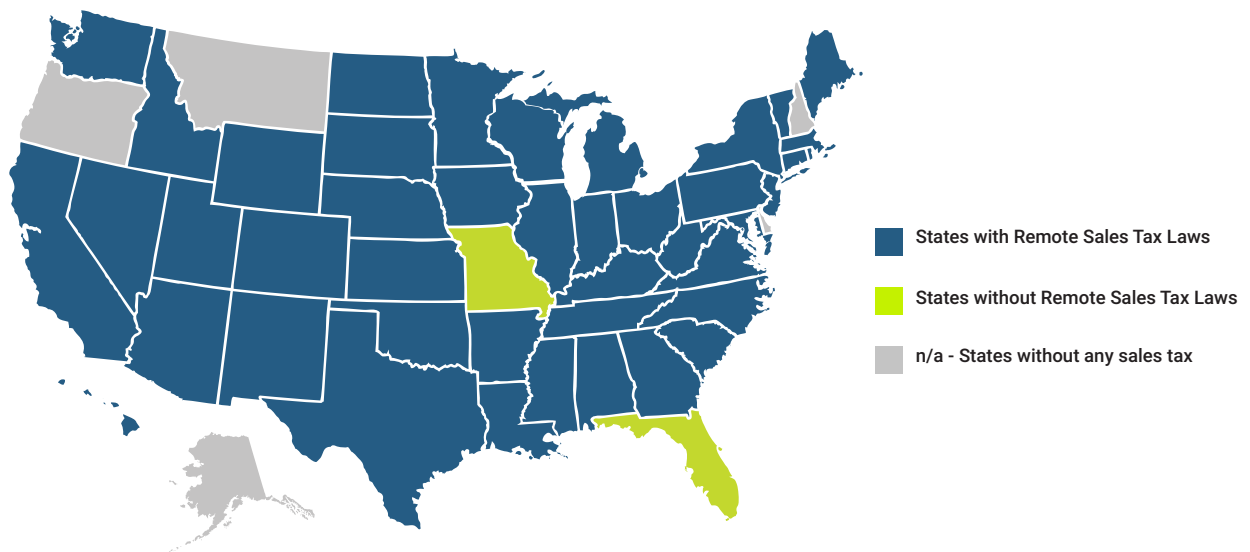 States with Remote Sales Tax Laws
States without Remote Sales Tax Laws
n/a - States without any sales tax